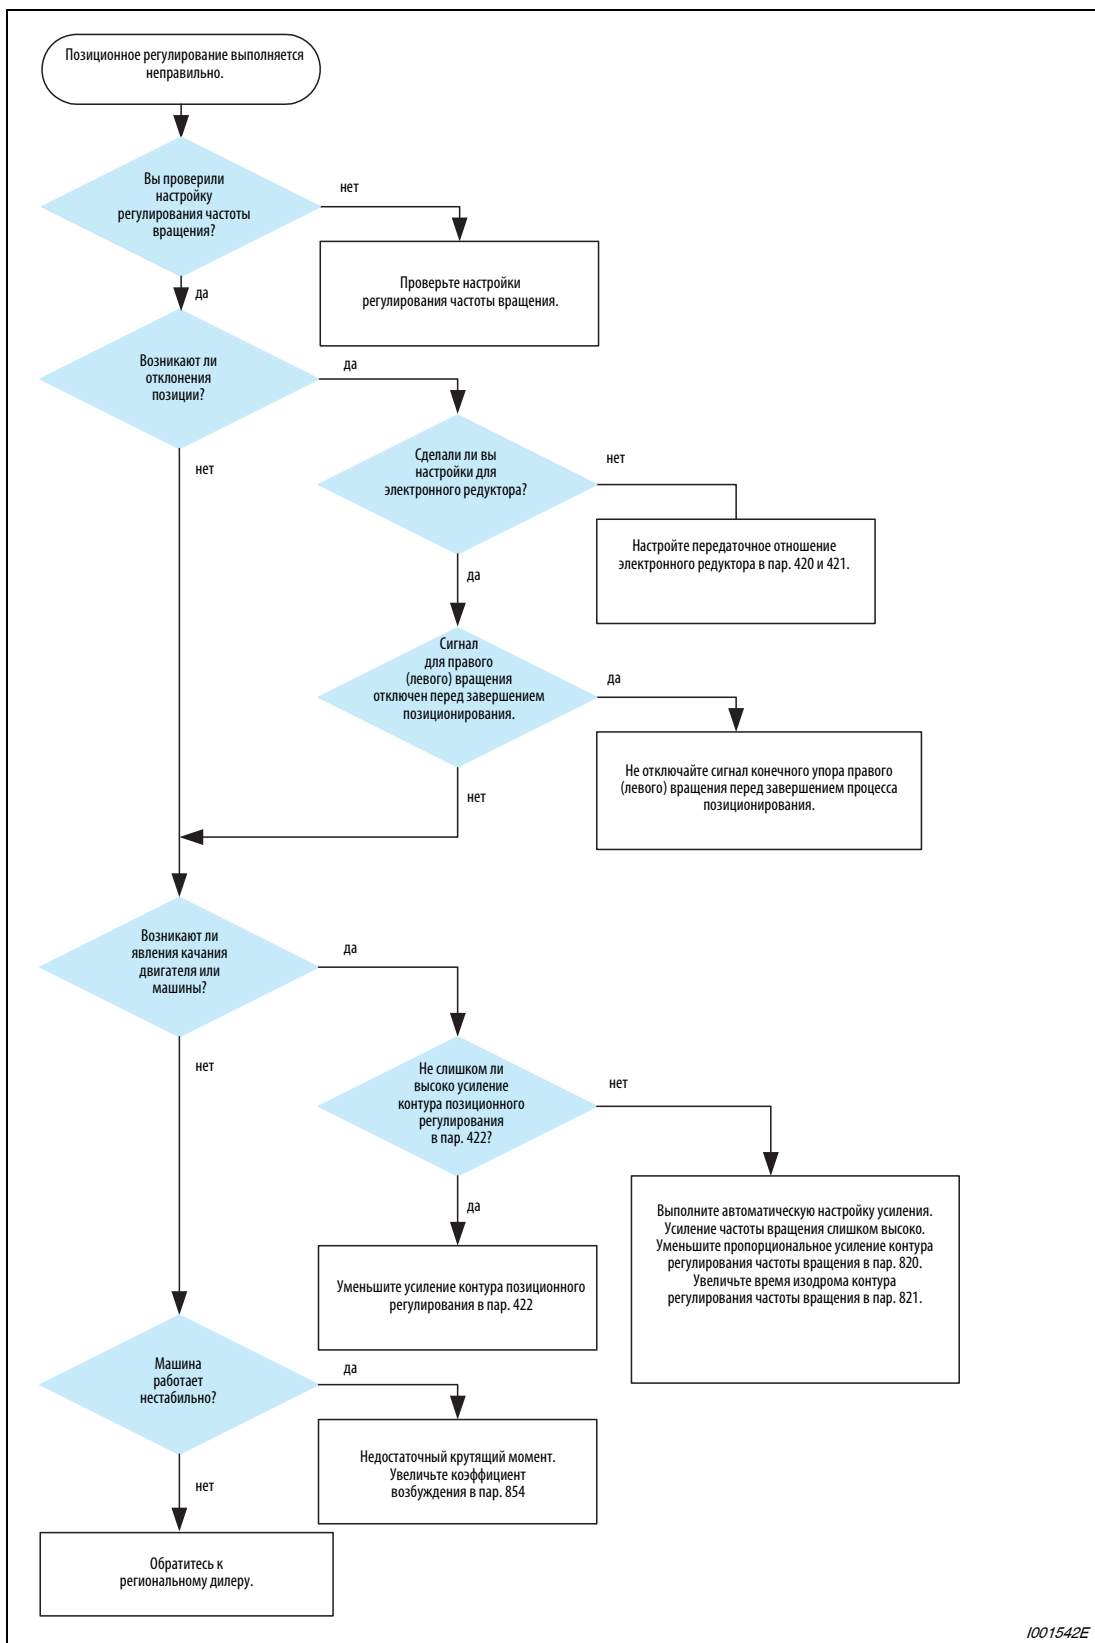 Позиционное регулирование выполняется
неправильно.
Вы проверили
настройку
регулирования частоты
вращения?
нет
Проверьте настройки
регулирования частоты вращения.
да
Возникают ли
отклонения
позиции?
да
нет
Сделали ли вы
настройки для
электронного редуктора?
нет
Настройте передаточное отношение
электронного редуктора в пар. 420 и 421.
да
Сигнал
для правого
(левого) вращения
отключен перед завершением
позиционирования.
да
Не отключайте сигнал конечного упора правого
(левого) вращения перед завершением процесса
позиционирования.
нет
Возникают ли
явления качания
двигателя или
машины?
да
нет
Не слишком ли
высоко усиление
контура позиционного
регулирования
в пар. 422?
нет
да
Выполните автоматическую настройку усиления.
Усиление частоты вращения слишком высоко.
Уменьшите пропорциональное усиление контура
регулирования частоты вращения в пар. 820.
Увеличьте время изодрома контура
регулирования частоты вращения в пар. 821.
Уменьшите усиление контура позиционного
регулирования в пар. 422
Машина
работает
нестабильно?
да
Недостаточный крутящий момент.
Увеличьте коэффициент
возбуждения в пар. 854
нет
Обратитесь к
региональному дилеру.
I001542E